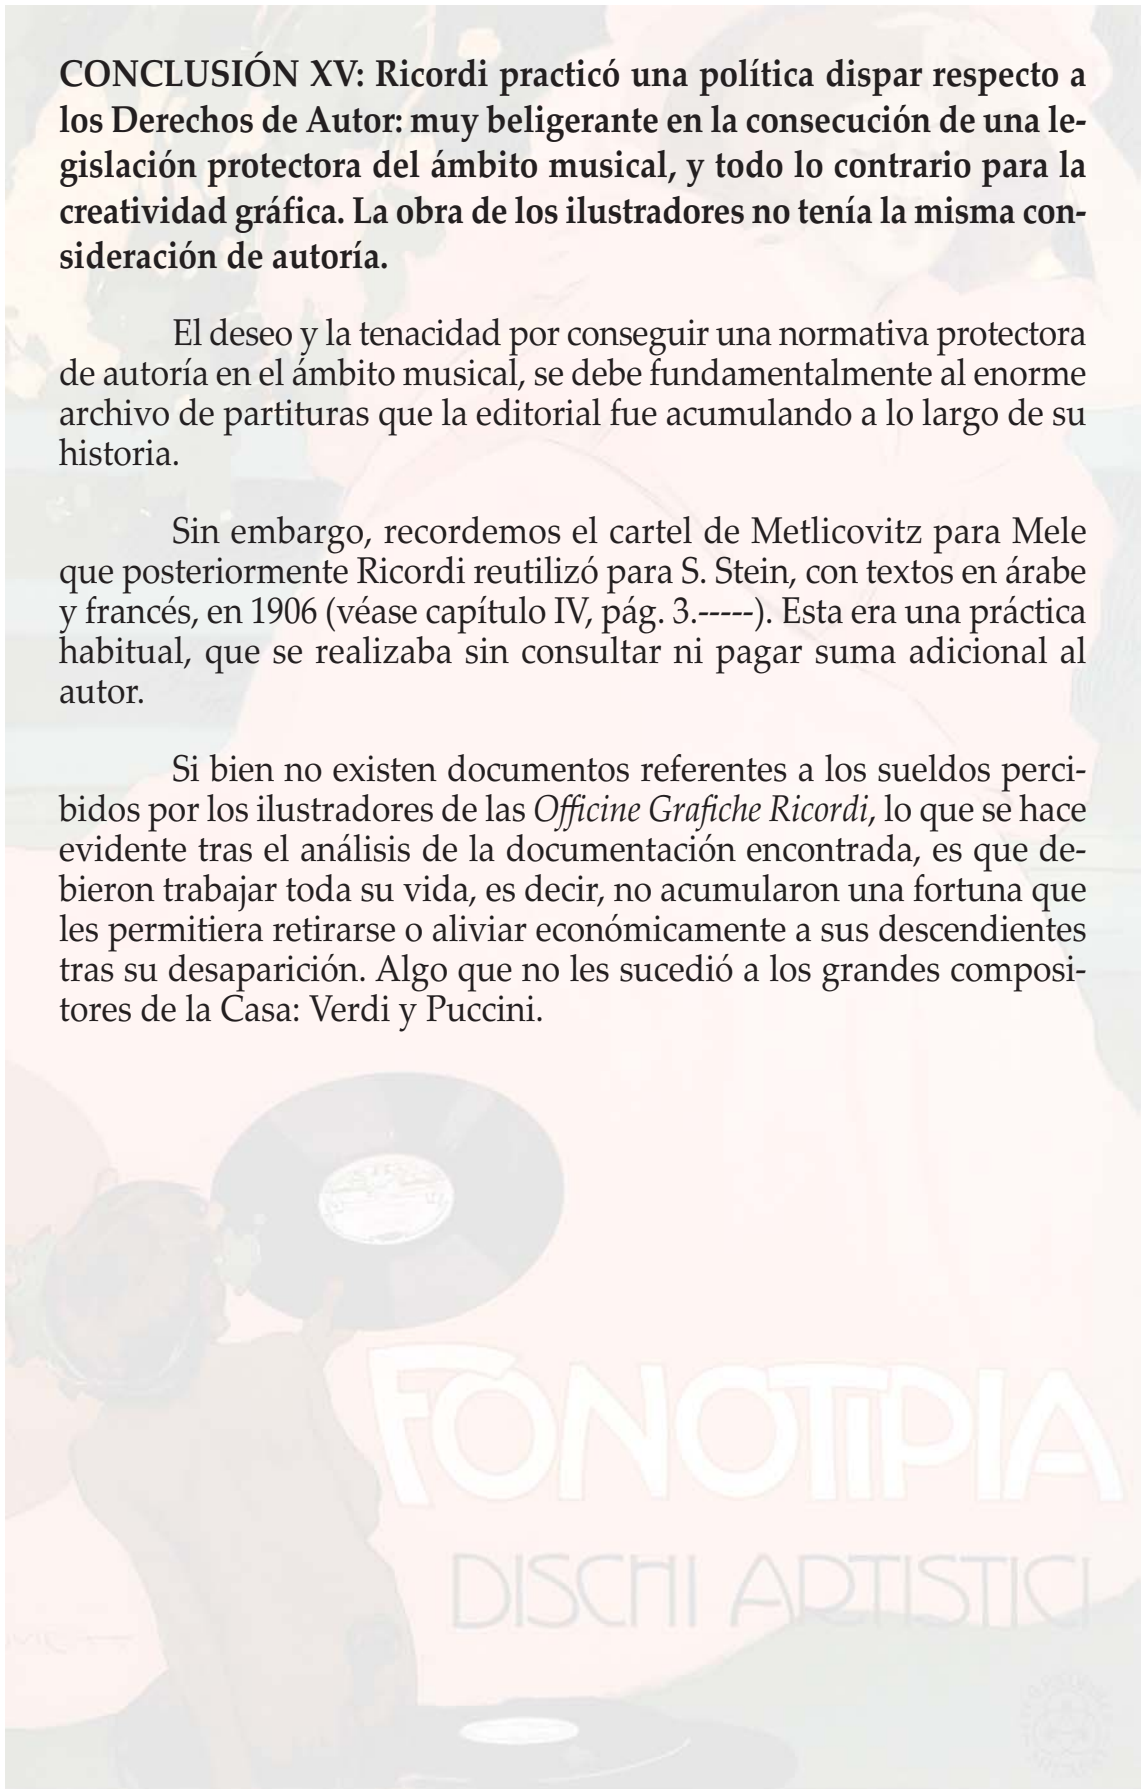 CONCLUSIÓN XV: Ricordi practicó una política dispar respecto a
los Derechos de Autor: muy beligerante en la consecución de una le-
gislación protectora del ámbito musical, y todo lo contrario para la
creatividad gráfica. La obra de los ilustradores no tenía la misma con-
sideración de autoría.
El deseo y la tenacidad por conseguir una normativa protectora
de autoría en el ámbito musical, se debe fundamentalmente al enorme
archivo de partituras que la editorial fue acumulando a lo largo de su
historia.
Sin embargo, recordemos el cartel de Metlicovitz para Mele
que posteriormente Ricordi reutilizó para S. Stein, con textos en árabe
y francés, en 1906 (véase capítulo IV, pág. 3.-----). Esta era una práctica
habitual, que se realizaba sin consultar ni pagar suma adicional al
autor.
Si bien no existen documentos referentes a los sueldos perci-
bidos por los ilustradores de las Officine Grafiche Ricordi, lo que se hace
evidente tras el análisis de la documentación encontrada, es que de-
bieron trabajar toda su vida, es decir, no acumularon una fortuna que
les permitiera retirarse o aliviar económicamente a sus descendientes
tras su desaparición. Algo que no les sucedió a los grandes composi-
tores de la Casa: Verdi y Puccini.
FONOTIPIA
DISCHI ARTISTICI